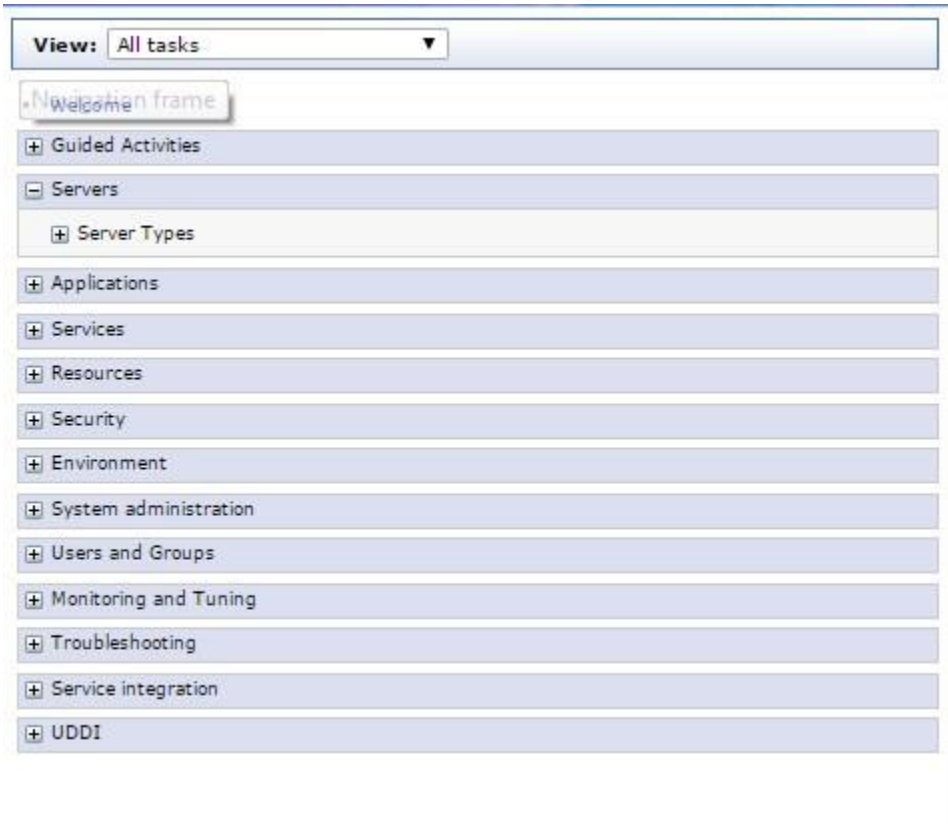 View: All tasks
Navigation frame
Welcome
Guided Activities
Servers
Server Types
Applications
Services
Resources
Security
Environment
System administration
Users and Groups
Monitoring and Tuning
Troubleshooting
Service integration
UDDI